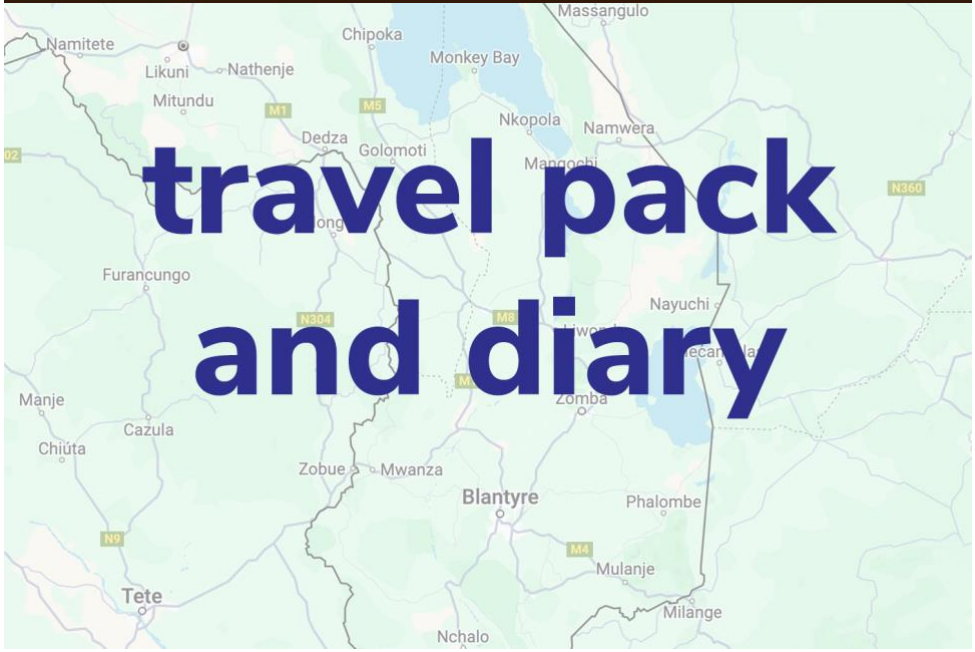 Massangulo
Chipoka
Namitete
Monkey Bay
Likuni
Nathenje
Mitundu
M1
M5
Nkopola
Namwera
Dedza
Golomoti
Mangochi
02
N360
travel pack
Furancungo
Nayuchi
N304
M8
and diary
Manje
Zomba
Cazula
Chiúta
Zobue
Mwanza
Blantyre
Phalombe
N9
M4
Mulanje
Tete
Milange
Nchalo